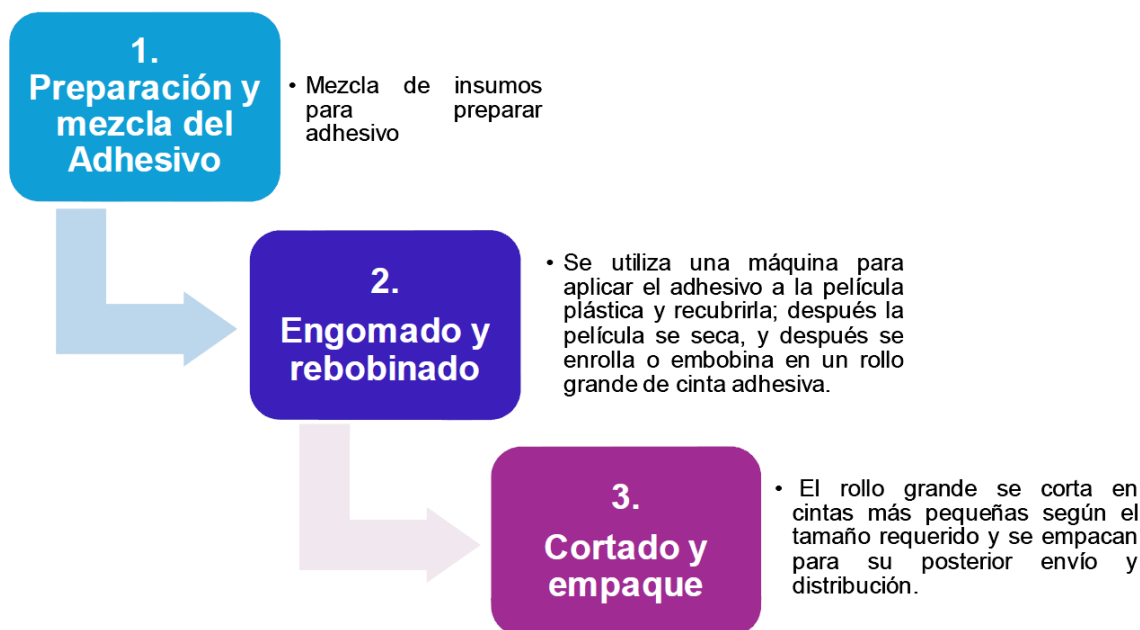 1.
Preparación y
mezcla del
Adhesivo
• Mezcla de insumos
para preparar
adhesivo
2.
Engomado y
rebobinado
• Se utiliza una máquina para
aplicar el adhesivo a la película
plástica y recubrirla; después la
película se seca, y después se
enrolla o embobina en un rollo
grande de cinta adhesiva.
3.
Cortado y
empaque
• El rollo grande se corta en
cintas más pequeñas según el
tamaño requerido y se empacan
para su posterior envío y
distribución.